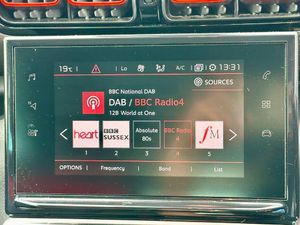 19°C Lo A/C 13:31
SOURCES
BBC National DAB
DAB / BBC Radio4
12B World at One
heart
BBC
SUSSEX
Absolute
80s
BBC Radio
4
fM
1 2 3 4 5
OPTIONS Frequency Band List